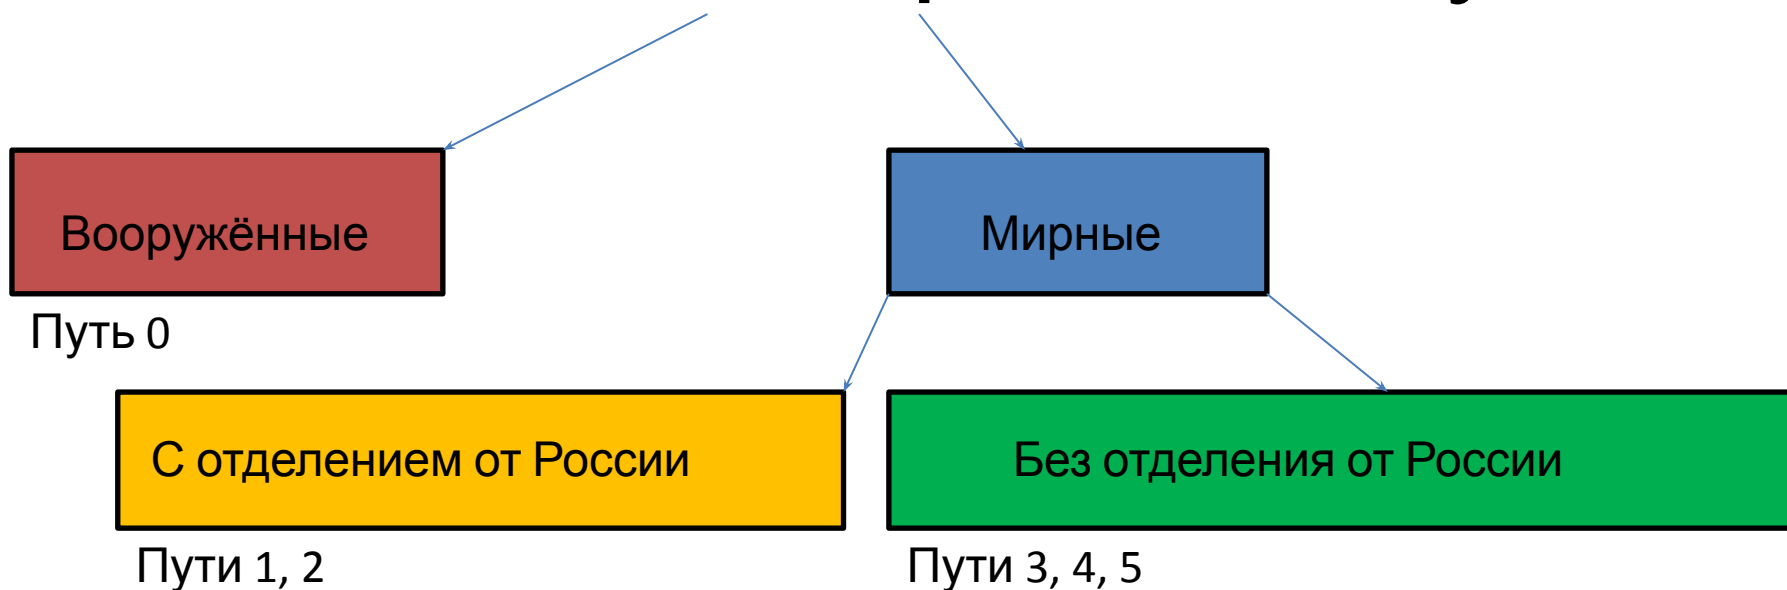 Вооружённые
Мирные
Путь 0
С отделением от России
Без отделения от России
Пути 1, 2
Пути 3, 4, 5